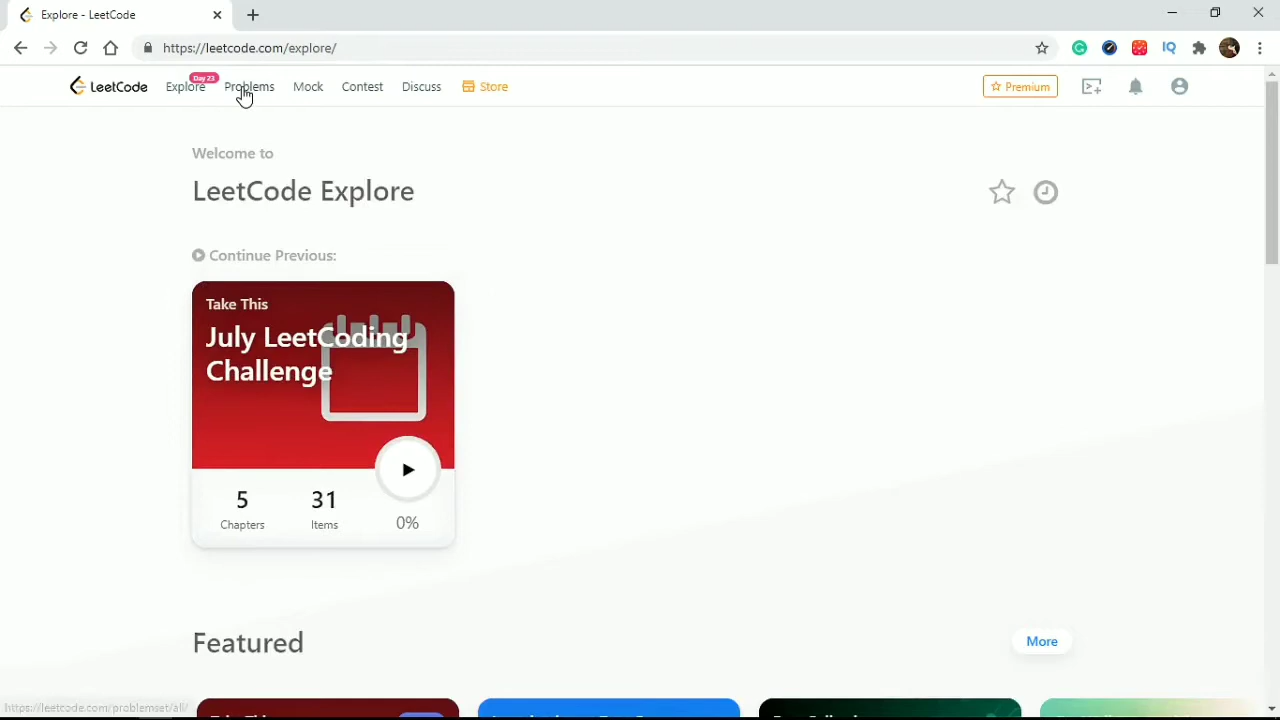 Explore - LeetCode
https://leetcode.com/explore/
IQ
LeetCode
Explore
Day 23
Problems
Mock
Contest
Discuss
Store
Premium
Welcome to
LeetCode Explore
Continue Previous:
Take This
July LeetCoding
Challenge
5
Chapters
31
Items
0%
Featured
More
https://leetcode.com/problemset/all/